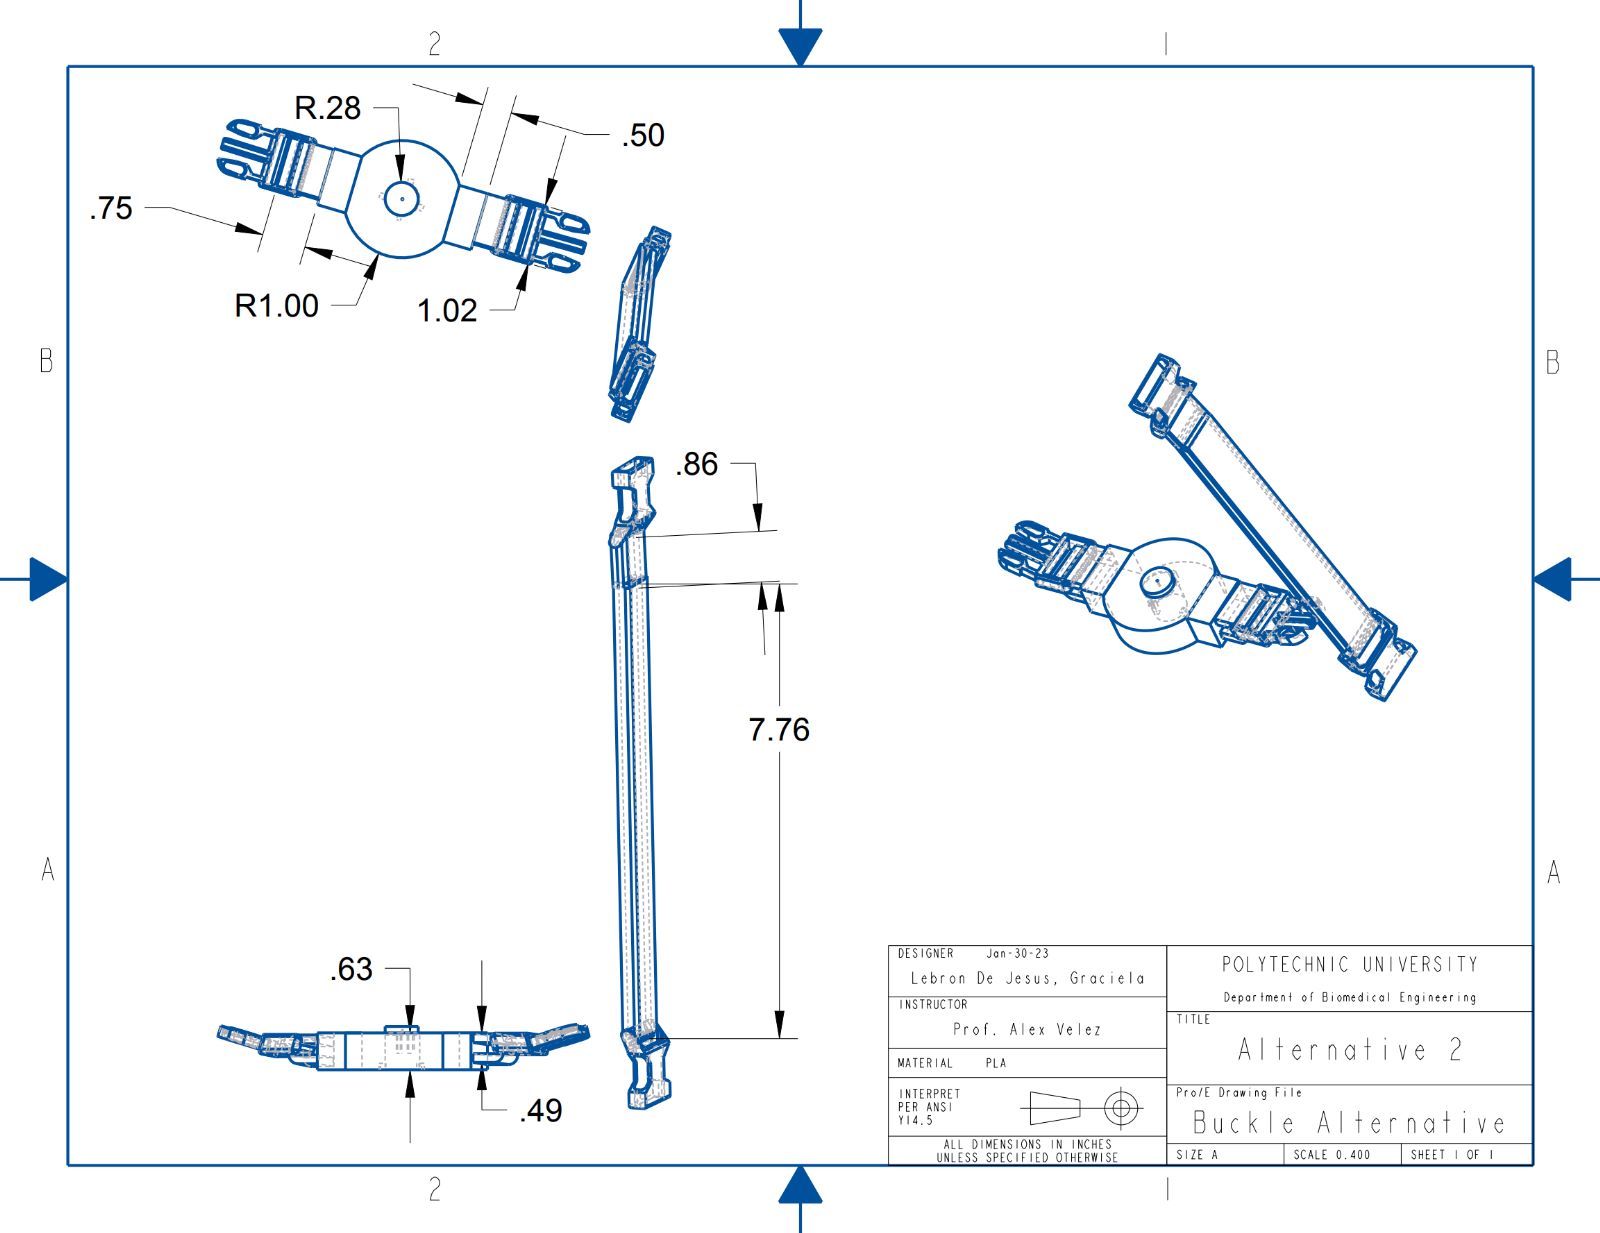 2
1
R.28
.50
.75
R1.00
1.02
B
B
.86
7.76
A
A
.63
.49
DESIGNER Jan-30-23
Lebron De Jesus, Graciela
INSTRUCTOR
Prof. Alex Velez
MATERIAL PLA
INTERPRET
PER ANSI
Y14.5
ALL DIMENSIONS IN INCHES
UNLESS SPECIFIED OTHERWISE
POLYTECHNIC UNIVERSITY
Department of Biomedical Engineering
TITLE
Alternative 2
Pro/E Drawing File
Buckle Alternative
SIZE A
SCALE 0.400
SHEET 1 OF 1
2
1